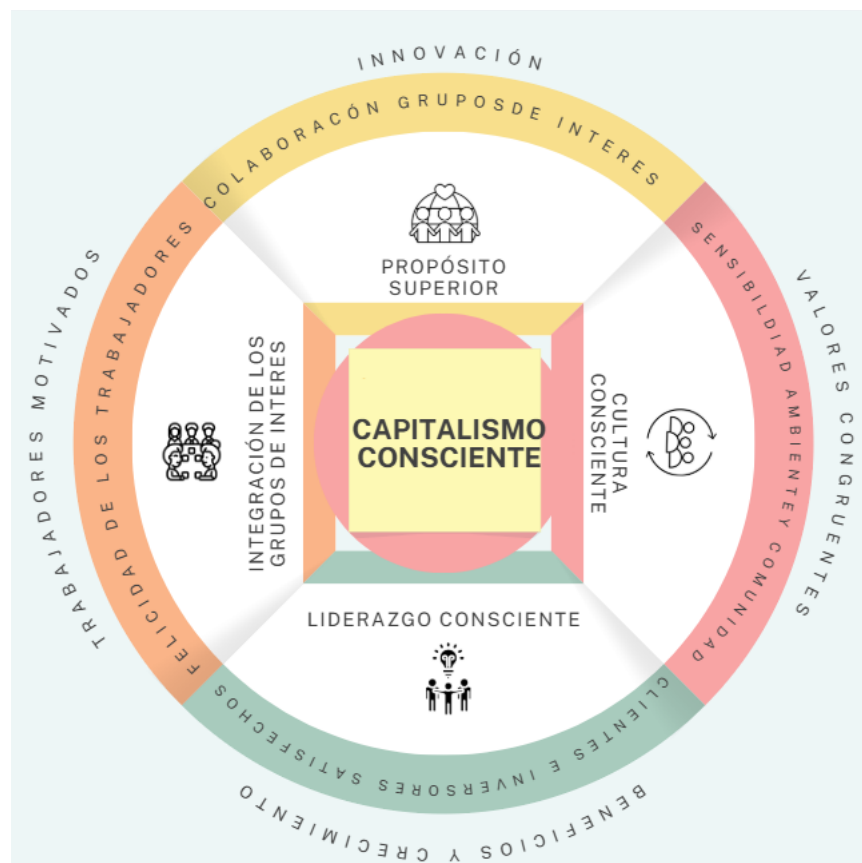 INNOVACIÓN
COLABORACÓN GRUPOSDE INTERES
PROPÓSITO
SUPERIOR
TRABAJADORES MOTIVADOS
FELICIDAD DE LOS TRABAJADORES
INTEGRACIÓN DE LOS
GRUPOS DE INTERES
CAPITALISMO
CONSCIENTE
CULTURA
CONSCIENTE
SENSIBILDIAD AMBIENTEY COMUNIDAD
VALORES CONGRUENTES
LIDERAZGO CONSCIENTE
CLIENTES E INVERSORES SATISFECHOS
BENEFICIOS Y CRECIMIENTO